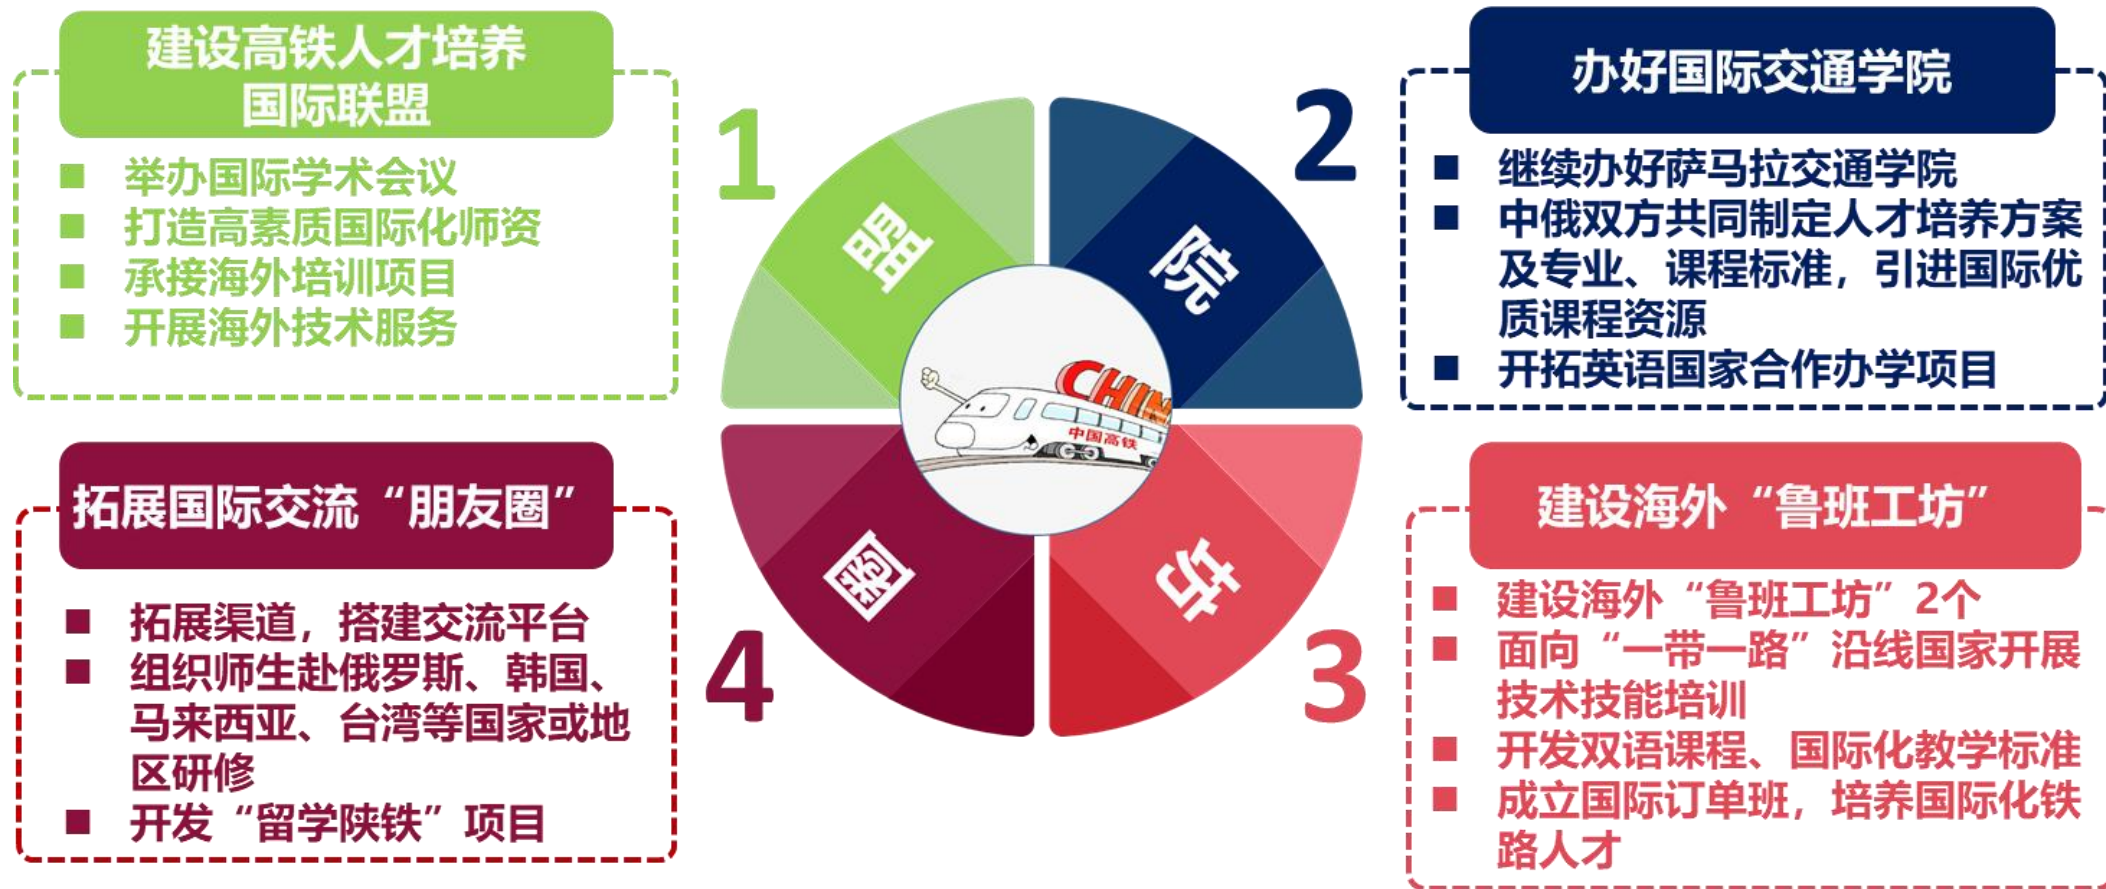 建设高铁人才培养
国际联盟
举办国际学术会议
打造高素质国际化师资
承接海外培训项目
开展海外技术服务
1
盟
2
院
办好国际交通学院
继续办好萨马拉交通学院
中俄双方共同制定人才培养方案
及专业、课程标准，引进国际优
质课程资源
开拓英语国家合作办学项目
CHIN
中国高铁
拓展国际交流“朋友圈”
拓展渠道，搭建交流平台
组织师生赴俄罗斯、韩国、
马来西亚、台湾等国家或地
区研修
开发“留学陕铁”项目
4
圈
3
坊
建设海外“鲁班工坊”
建设海外“鲁班工坊”2个
面向“一带一路”沿线国家开展
技术技能培训
开发双语课程、国际化教学标准
成立国际订单班，培养国际化铁
路人才